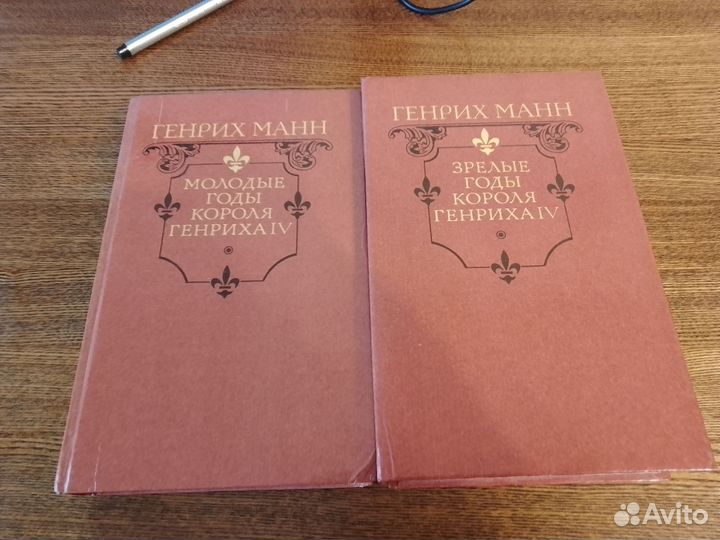 ГЕНРИХ МАНН
МОЛОДЫЕ
ГОДЫ
КОРОЛЯ
ГЕНРИХА IV
ГЕНРИХ МАНН
ЗРЕЛЫЕ
ГОДЫ
КОРОЛЯ
ГЕНРИХА IV
Avito